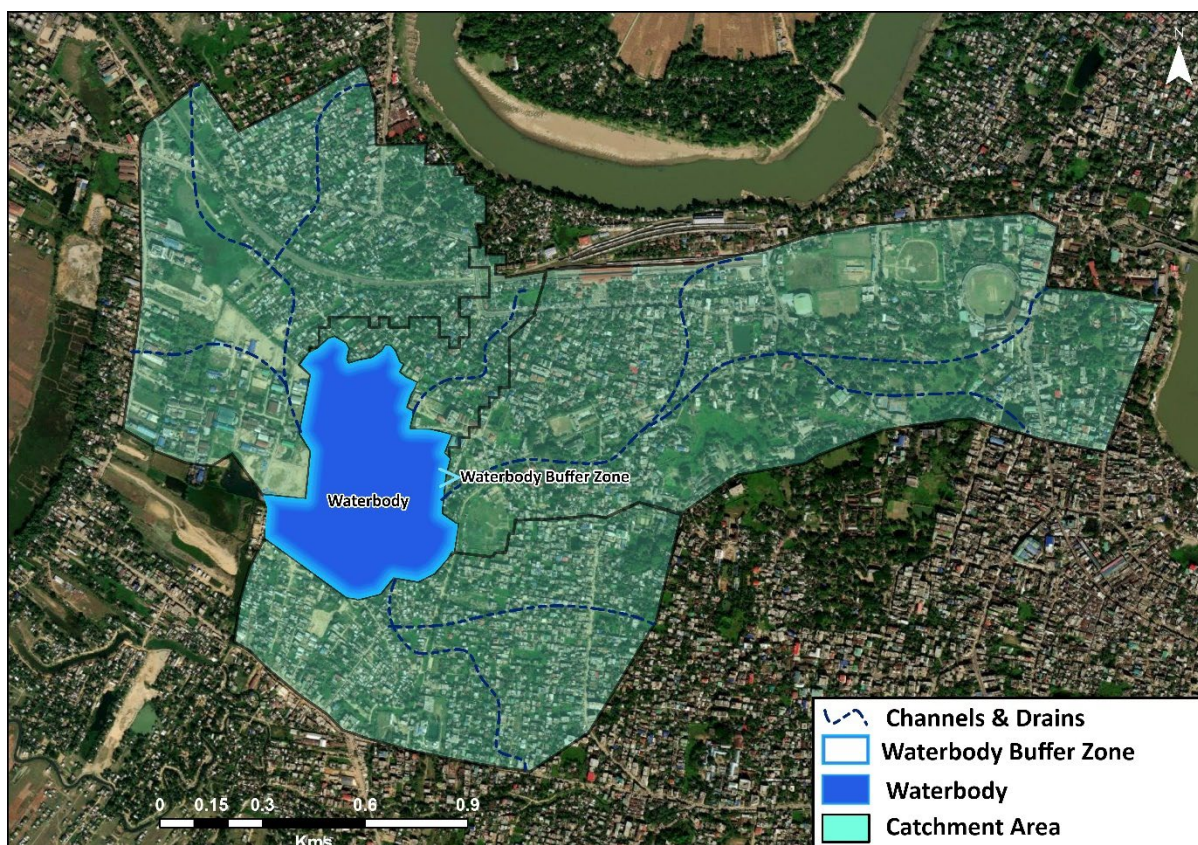 N
Waterbody Buffer Zone
Waterbody
0 0.15 0.3 0.6 0.9
Kms
Channels & Drains
Waterbody Buffer Zone
Waterbody
Catchment Area